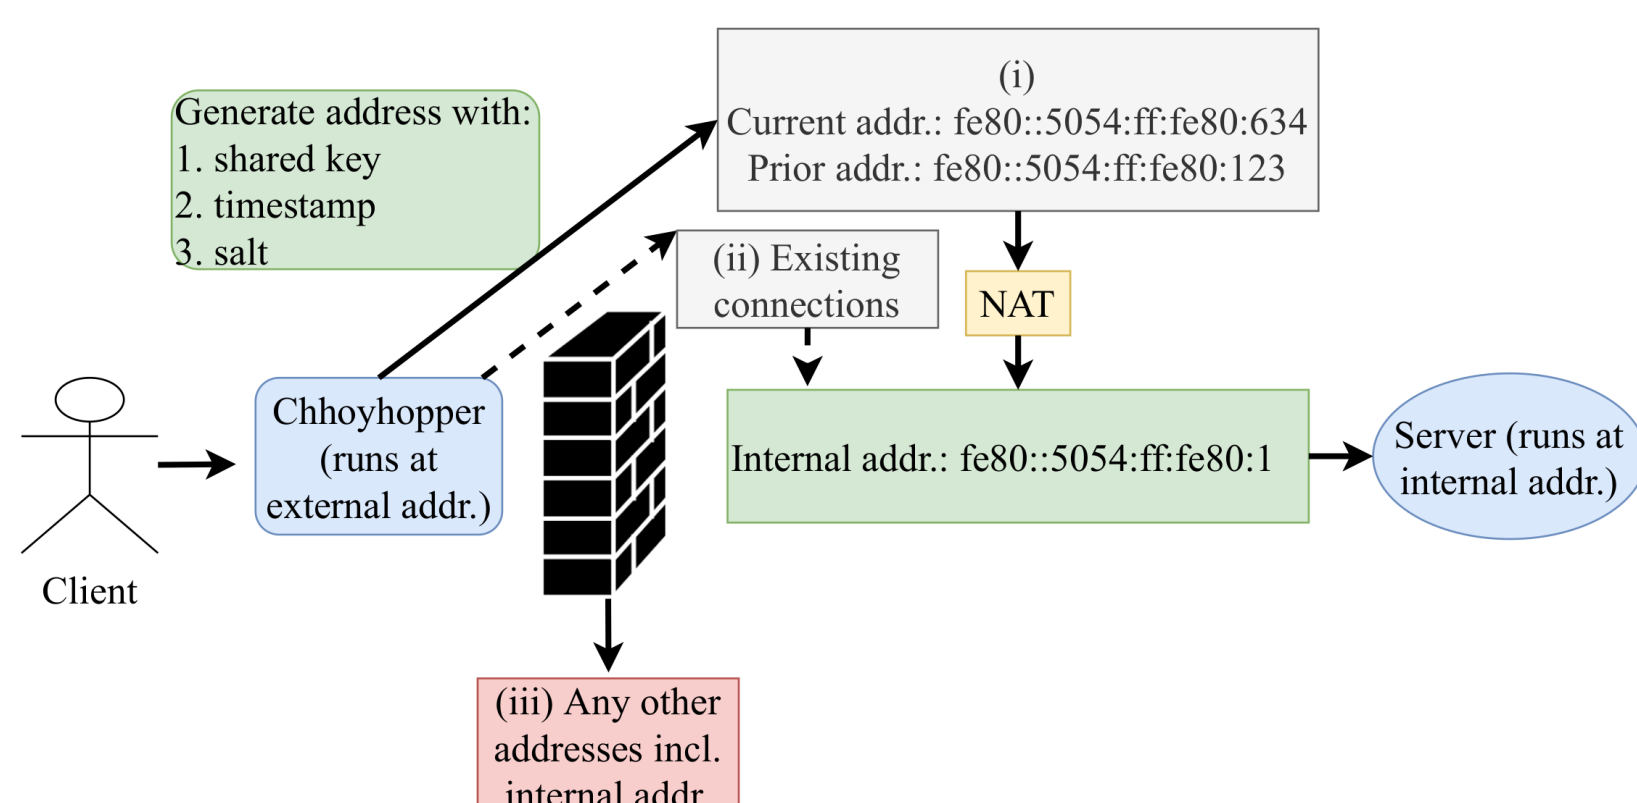 (i)
Current addr.: fe80::5054:ff:fe80:634
Prior addr.: fe80::5054:ff:fe80:123
Generate address with:
1. shared key
2. timestamp
3. salt
(ii) Existing
connections
NAT
Chhoyhopper
(runs at
external addr.)
Internal addr.: fe80::5054:ff:fe80:1
Server (runs at
internal addr.)
Client
(iii) Any other
addresses incl.
internal addr.